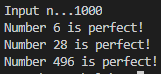 Input n...1000
Number 6 is perfect!
Number 28 is perfect!
Number 496 is perfect!